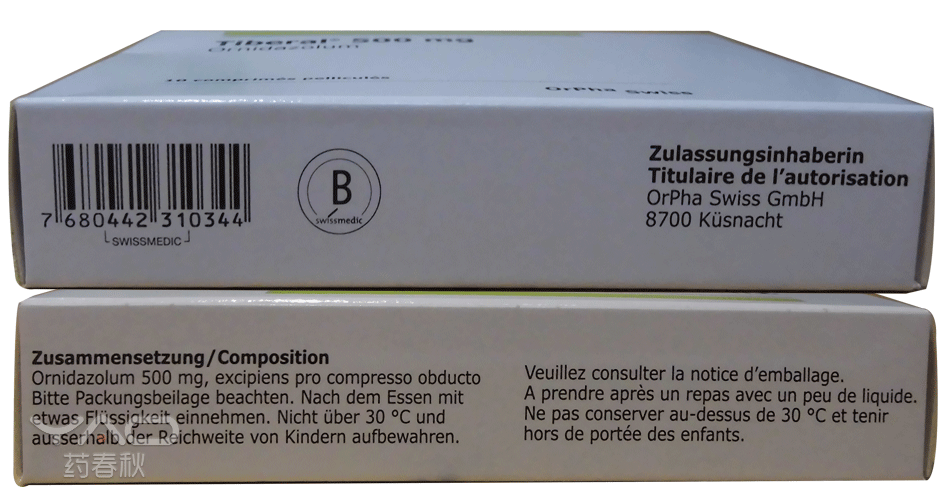 Tiberal® 500 mg
Ornidazolum
10 comprimés pelliculés
OrPha Swiss
7 680442 310344
SWISSMEDIC
B
swissmedic
Zulassungsinhaberin
Titulaire de l'autorisation
OrPha Swiss GmbH
8700 Küsnacht
Zusammensetzung/Composition
Ornidazolum 500 mg, excipiens pro compresso obducto
Bitte Packungsbeilage beachten. Nach dem Essen mit
etwas Flüssigkeit einnehmen. Nicht über 30 °C und
ausserhalb der Reichweite von Kindern aufbewahren.
Veuillez consulter la notice d'emballage.
A prendre après un repas avec un peu de liquide.
Ne pas conserver au-dessus de 30 °C et tenir
hors de portée des enfants.
药春秋